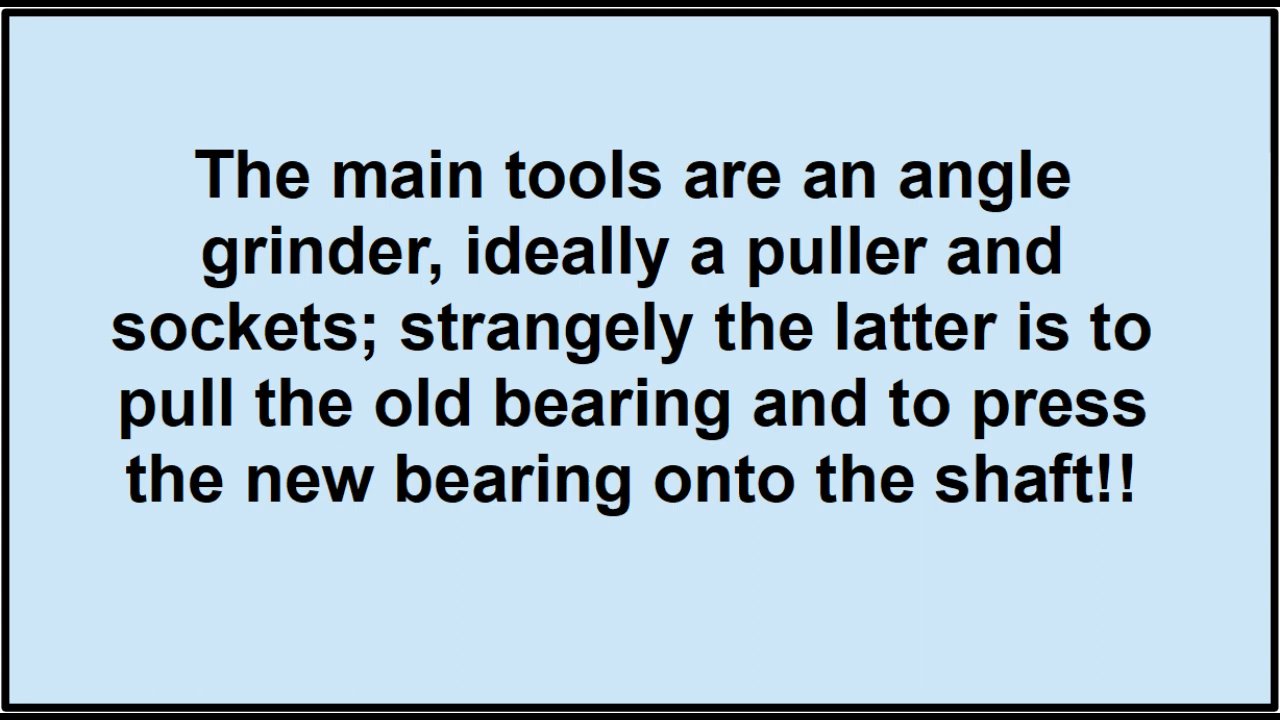 The main tools are an angle
grinder, ideally a puller and
sockets; strangely the latter is to
pull the old bearing and to press
the new bearing onto the shaft!!